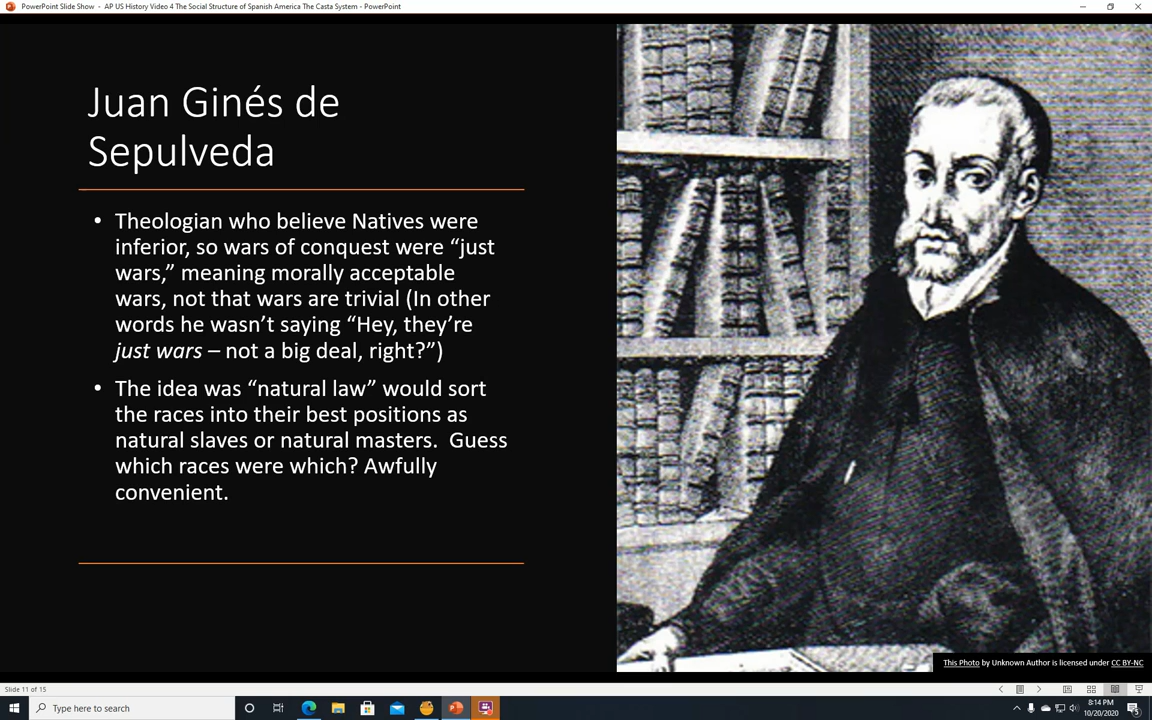 PowerPoint Slide Show - AP US History Video 4 The Social Structure of Spanish America The Casta System - PowerPoint
Juan Ginés de
Sepulveda
• Theologian who believe Natives were
inferior, so wars of conquest were “just
wars,” meaning morally acceptable
wars, not that wars are trivial (In other
words he wasn’t saying “Hey, they’re
just wars – not a big deal, right?”)
• The idea was “natural law” would sort
the races into their best positions as
natural slaves or natural masters.  Guess
which races were which? Awfully
convenient.
This Photo by Unknown Author is licensed under CC BY-NC
Slide 11 of 15
Type here to search
8:14 PM
10/20/2020
5